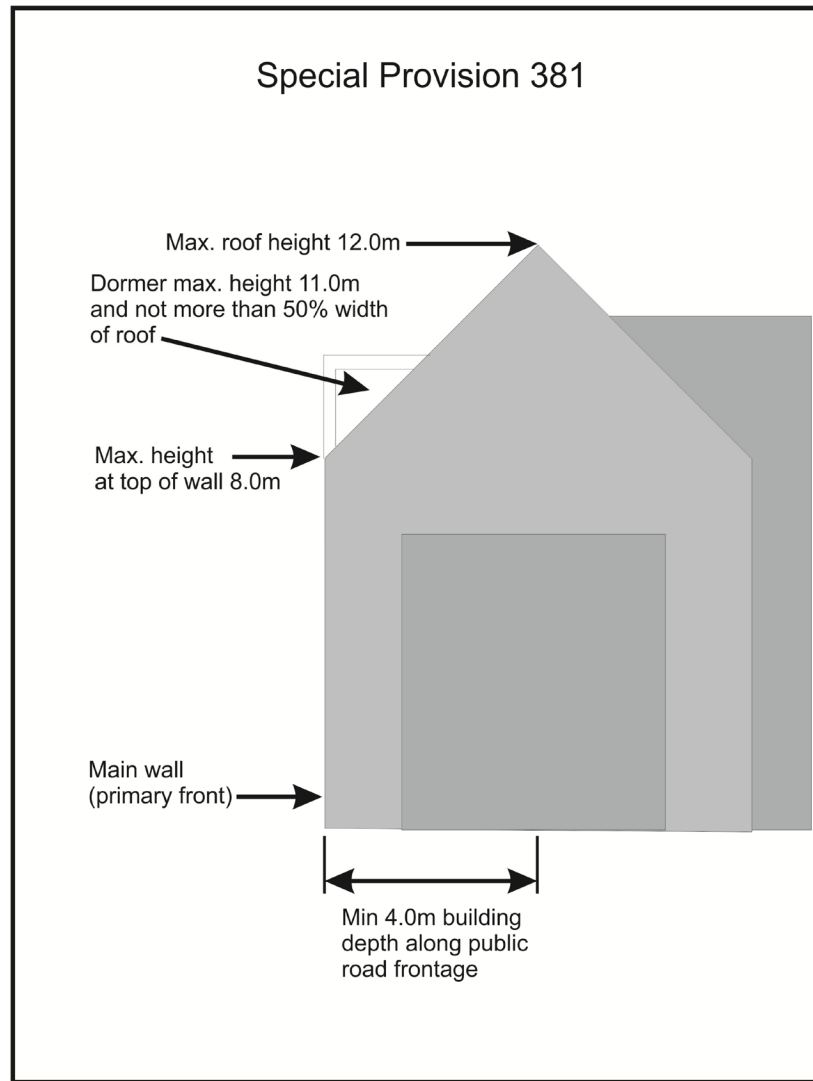 Special Provision 381
Max. roof height 12.0m
Dormer max. height 11.0m
and not more than 50% width
of roof
Max. height
at top of wall 8.0m
Main wall
(primary front)
Min 4.0m building
depth along public
road frontage